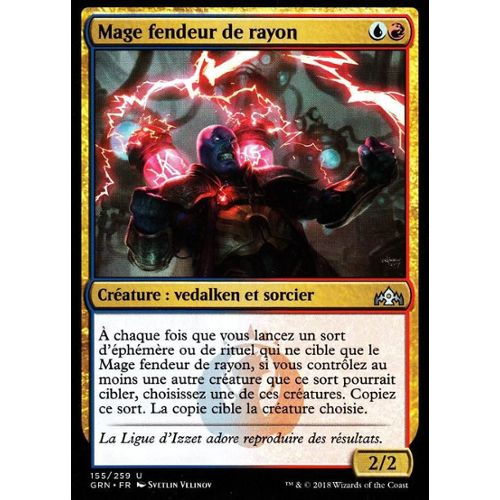 Mage fendeur de rayon
Créature : vedalken et sorcier
À chaque fois que vous lancez un sort
d'éphémère ou de rituel qui ne cible que le
Mage fendeur de rayon, si vous contrôlez au
moins une autre créature que ce sort pourrait
cibler, choisissez une de ces créatures. Copiez
ce sort. La copie cible la créature choisie.
La Ligue d'Izzet adore reproduire des résultats.
2/2
155/259 U
GRN • FR SVETLIN VELINOV
™ & © 2018 Wizards of the Coast